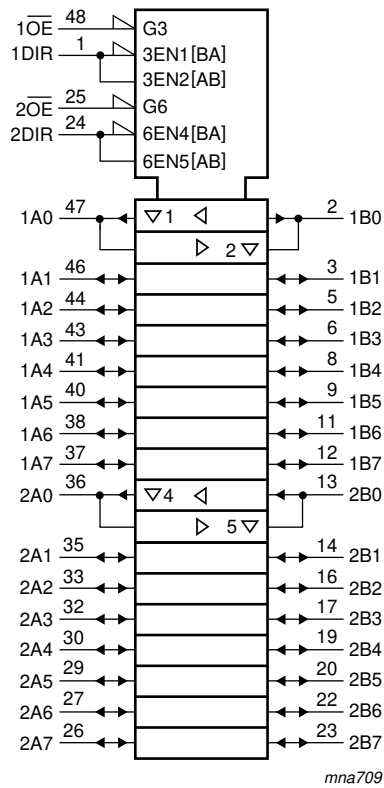 1OE 48 G3
1DIR 1 3EN1[BA]
3EN2[AB]
2OE 25 G6
2DIR 24 6EN4[BA]
6EN5[AB]
1A0 47 ▽1 ◁ 2 1B0
▷ 2▽
1A1 46 3 1B1
1A2 44 5 1B2
1A3 43 6 1B3
1A4 41 8 1B4
1A5 40 9 1B5
1A6 38 11 1B6
1A7 37 12 1B7
2A0 36 ▽4 ◁ 13 2B0
▷ 5▽
2A1 35 14 2B1
2A2 33 16 2B2
2A3 32 17 2B3
2A4 30 19 2B4
2A5 29 20 2B5
2A6 27 22 2B6
2A7 26 23 2B7
mna709